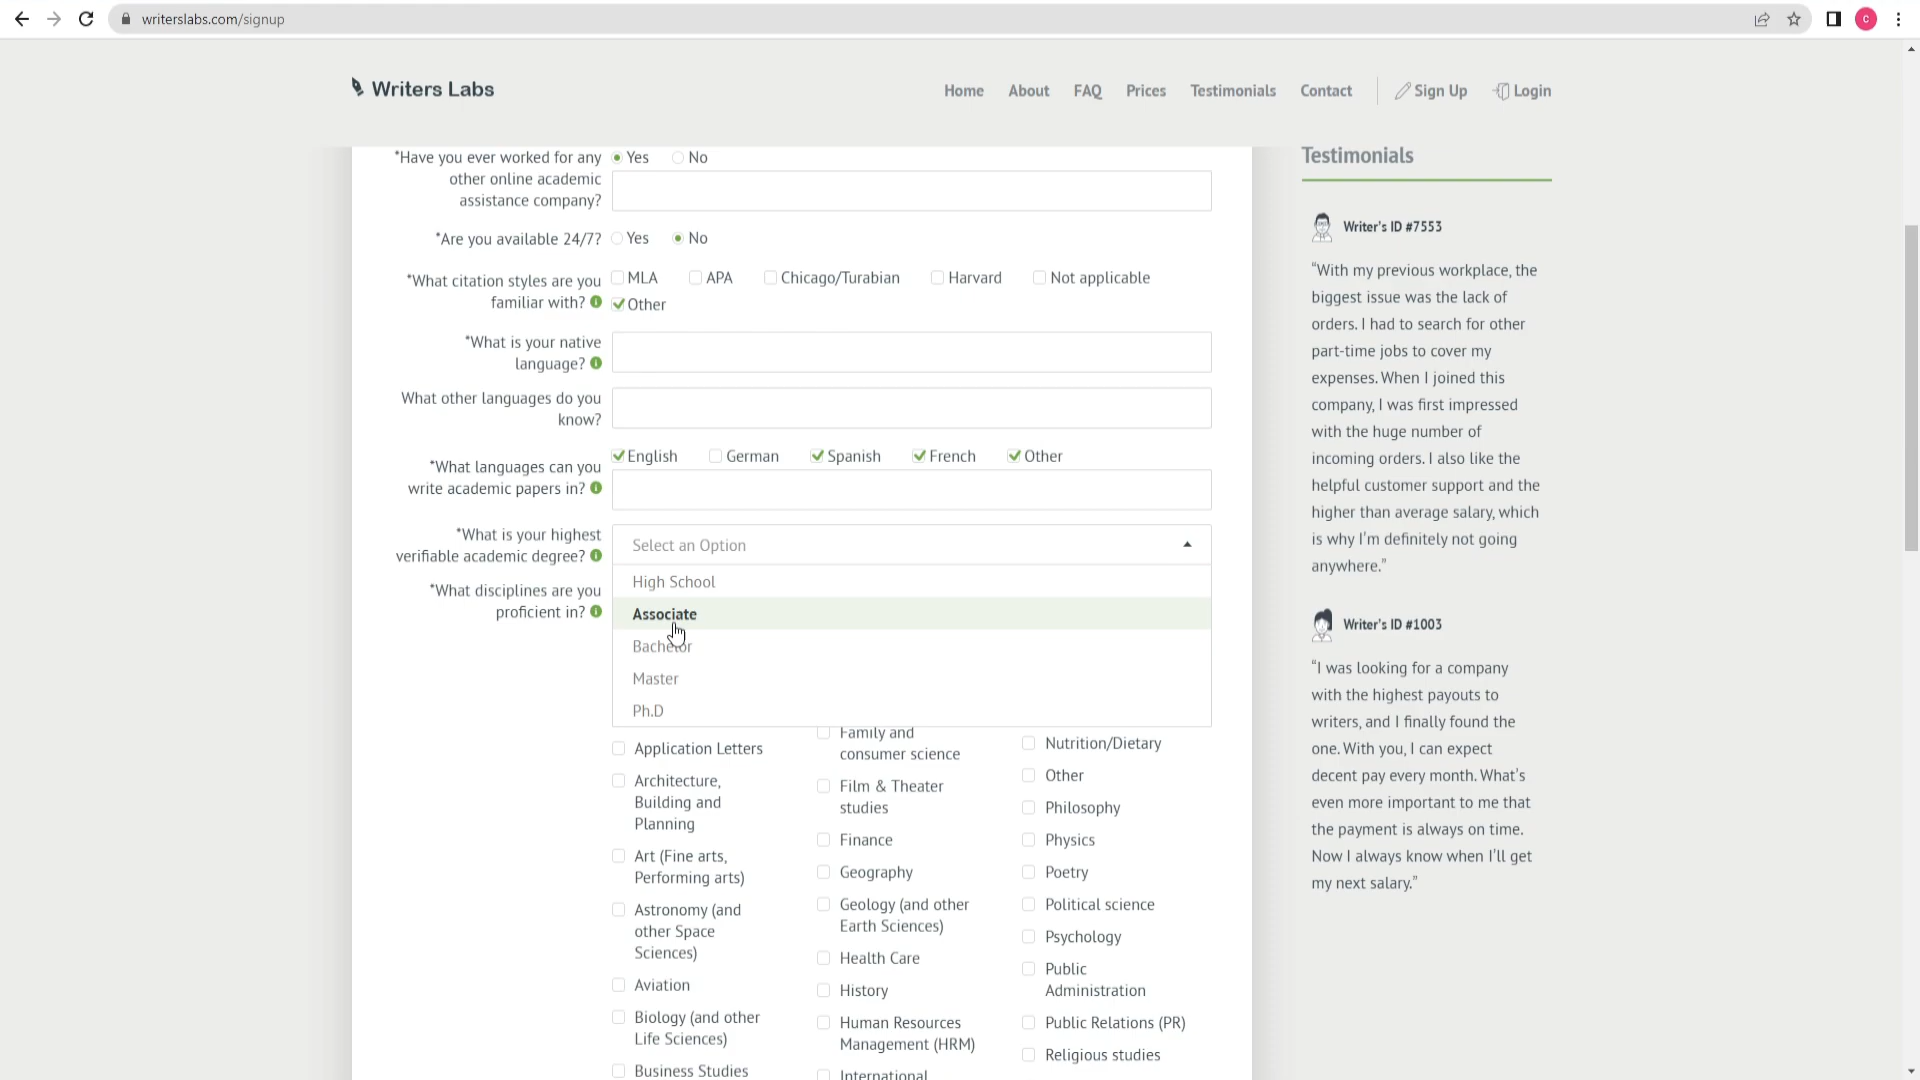 writerslabs.com/signup
C
Writers Labs
Home About FAQ Prices Testimonials Contact Sign Up Login
*Have you ever worked for any
other online academic
assistance company?
Yes No
*Are you available 24/7?
Yes No
*What citation styles are you
familiar with?
MLA APA Chicago/Turabian Harvard Not applicable
Other
*What is your native
language?
What other languages do you
know?
*What languages can you
write academic papers in?
English German Spanish French Other
*What is your highest
verifiable academic degree?
Select an Option
High School
Associate
Bachelor
Master
Ph.D
*What disciplines are you
proficient in?
Application Letters
Architecture,
Building and
Planning
Art (Fine arts,
Performing arts)
Astronomy (and
other Space
Sciences)
Aviation
Biology (and other
Life Sciences)
Business Studies
Family and
consumer science
Film & Theater
studies
Finance
Geography
Geology (and other
Earth Sciences)
Health Care
History
Human Resources
Management (HRM)
International
Nutrition/Dietary
Other
Philosophy
Physics
Poetry
Political science
Psychology
Public
Administration
Public Relations (PR)
Religious studies
Testimonials
Writer's ID #7553
“With my previous workplace, the
biggest issue was the lack of
orders. I had to search for other
part-time jobs to cover my
expenses. When I joined this
company, I was first impressed
with the huge number of
incoming orders. I also like the
helpful customer support and the
higher than average salary, which
is why I'm definitely not going
anywhere.”
Writer's ID #1003
“I was looking for a company
with the highest payouts to
writers, and I finally found the
one. With you, I can expect
decent pay every month. What's
even more important to me that
the payment is always on time.
Now I always know when I'll get
my next salary.”